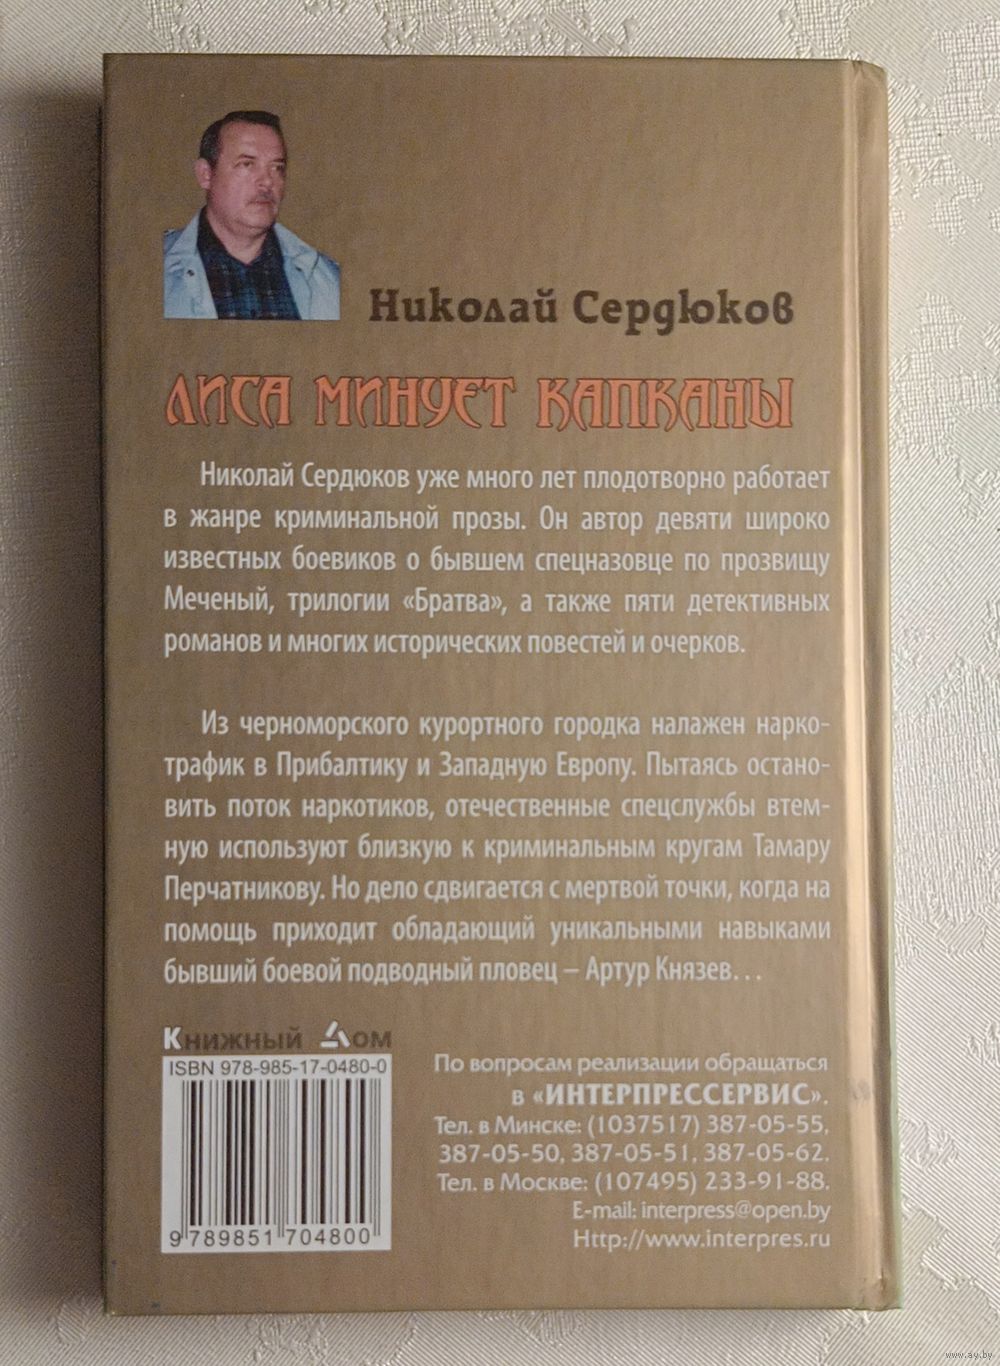 Николай Сердюков
ЛИСА МИНУЕТ КАПКАНЫ
Николай Сердюков уже много лет плодотворно работает
в жанре криминальной прозы. Он автор девяти широко
известных боевиков о бывшем спецназовце по прозвищу
Меченый, трилогии «Братва», а также пяти детективных
романов и многих исторических повестей и очерков.
Из черноморского курортного городка налажен нарко-
трафик в Прибалтику и Западную Европу. Пытаясь остано-
вить поток наркотиков, отечественные спецслужбы втем-
ную используют близкую к криминальным кругам Тамару
Перчатникову. Но дело сдвигается с мертвой точки, когда на
помощь приходит обладающий уникальными навыками
бывший боевой подводный пловец – Артур Князев...
Книжный Дом
ISBN 978-985-17-0480-0
9 789851 704800
По вопросам реализации обращаться
в «ИНТЕРПРЕССЕРВИС».
Тел. в Минске: (1037517) 387-05-55,
387-05-50, 387-05-51, 387-05-62.
Тел. в Москве: (107495) 233-91-88.
E-mail: interpress@open.by
Http://www.interpres.ru
www.ay.by